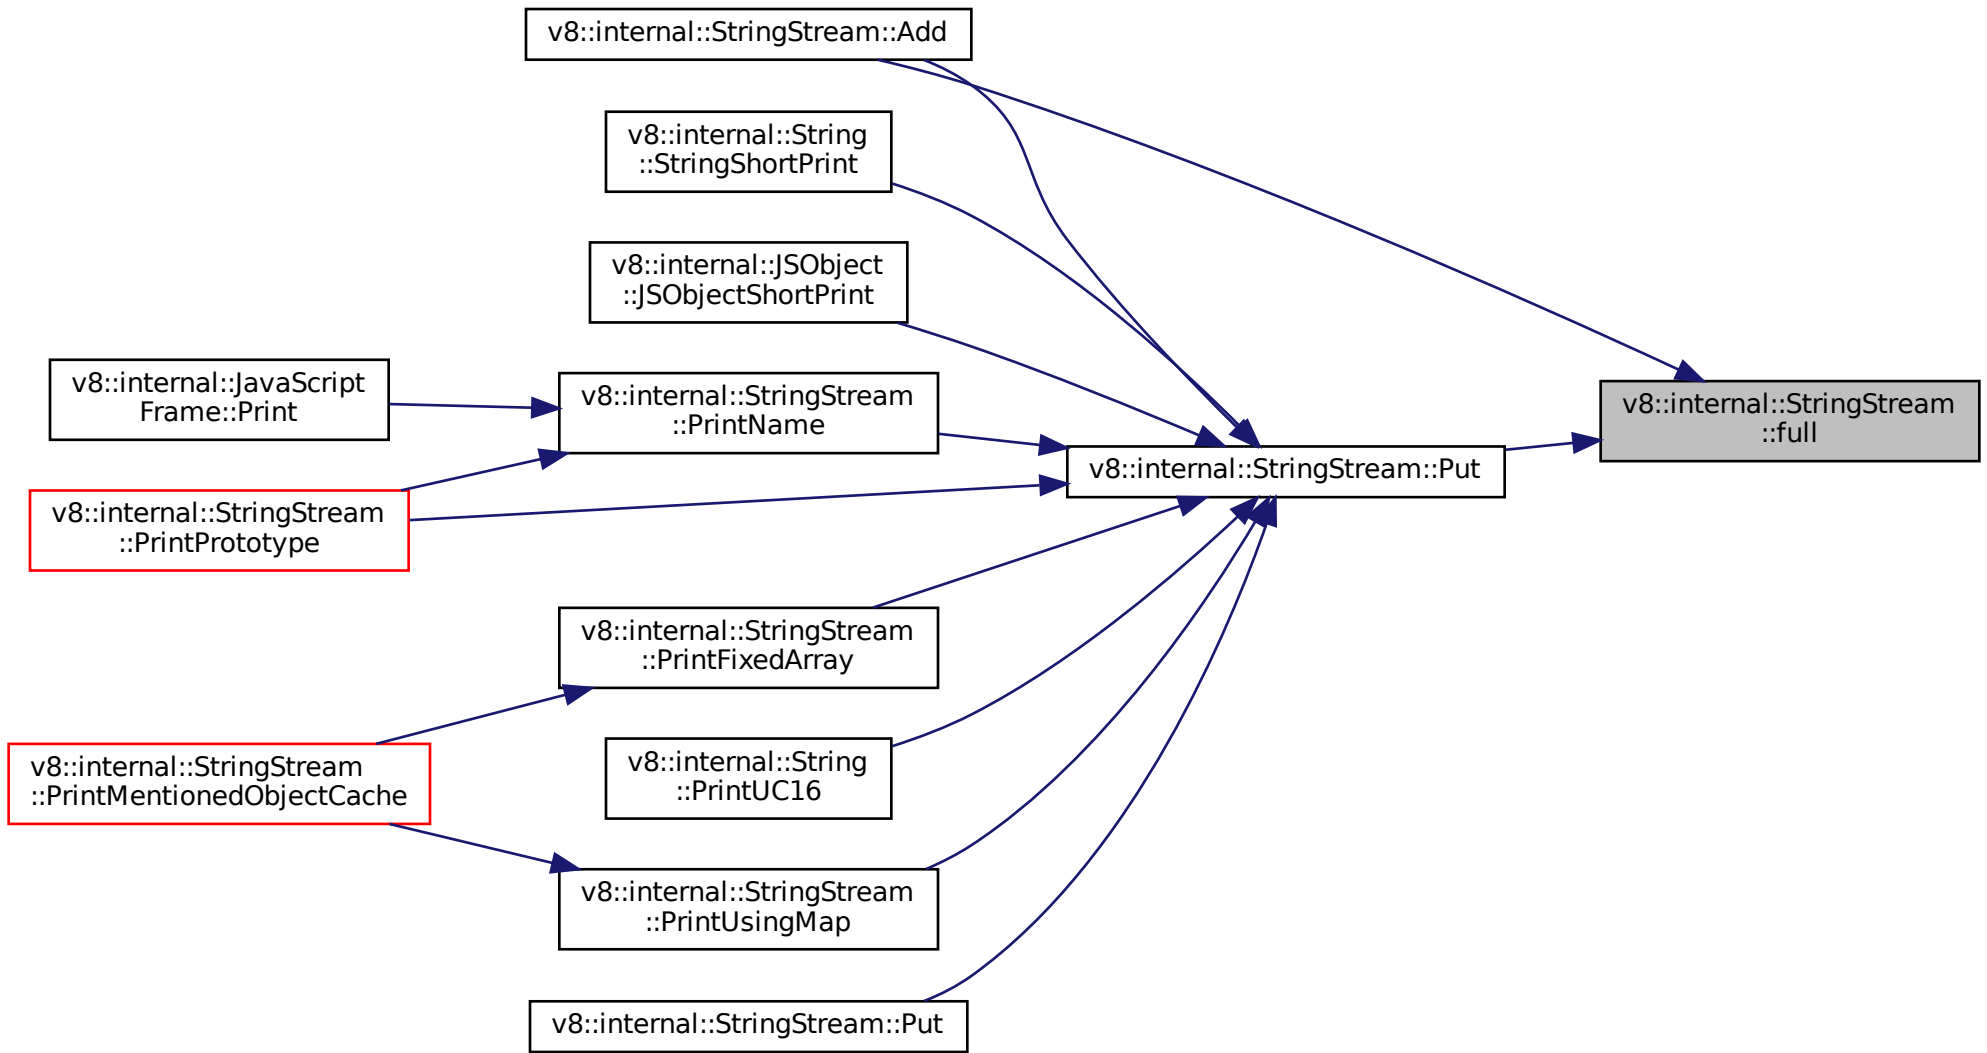 v8::internal::StringStream::Add
v8::internal::String
::StringShortPrint
v8::internal::JSObject
::JSObjectShortPrint
v8::internal::JavaScript
Frame::Print
v8::internal::StringStream
::PrintName
v8::internal::StringStream
::full
v8::internal::StringStream::Put
v8::internal::StringStream
::PrintPrototype
v8::internal::StringStream
::PrintFixedArray
v8::internal::StringStream
::PrintMentionedObjectCache
v8::internal::String
::PrintUC16
v8::internal::StringStream
::PrintUsingMap
v8::internal::StringStream::Put